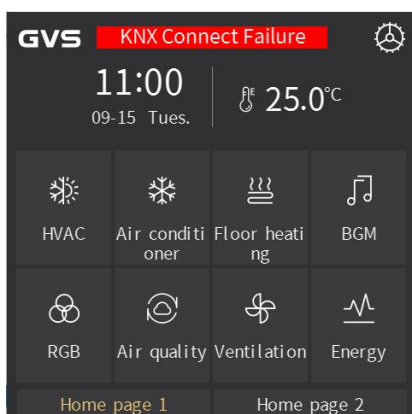 GVS KNX Connect Failure
11:00
09-15 Tues.
25.0°C
HVAC
Air conditi
oner
Floor heati
ng
BGM
RGB
Air quality
Ventilation
Energy
Home page 1
Home page 2